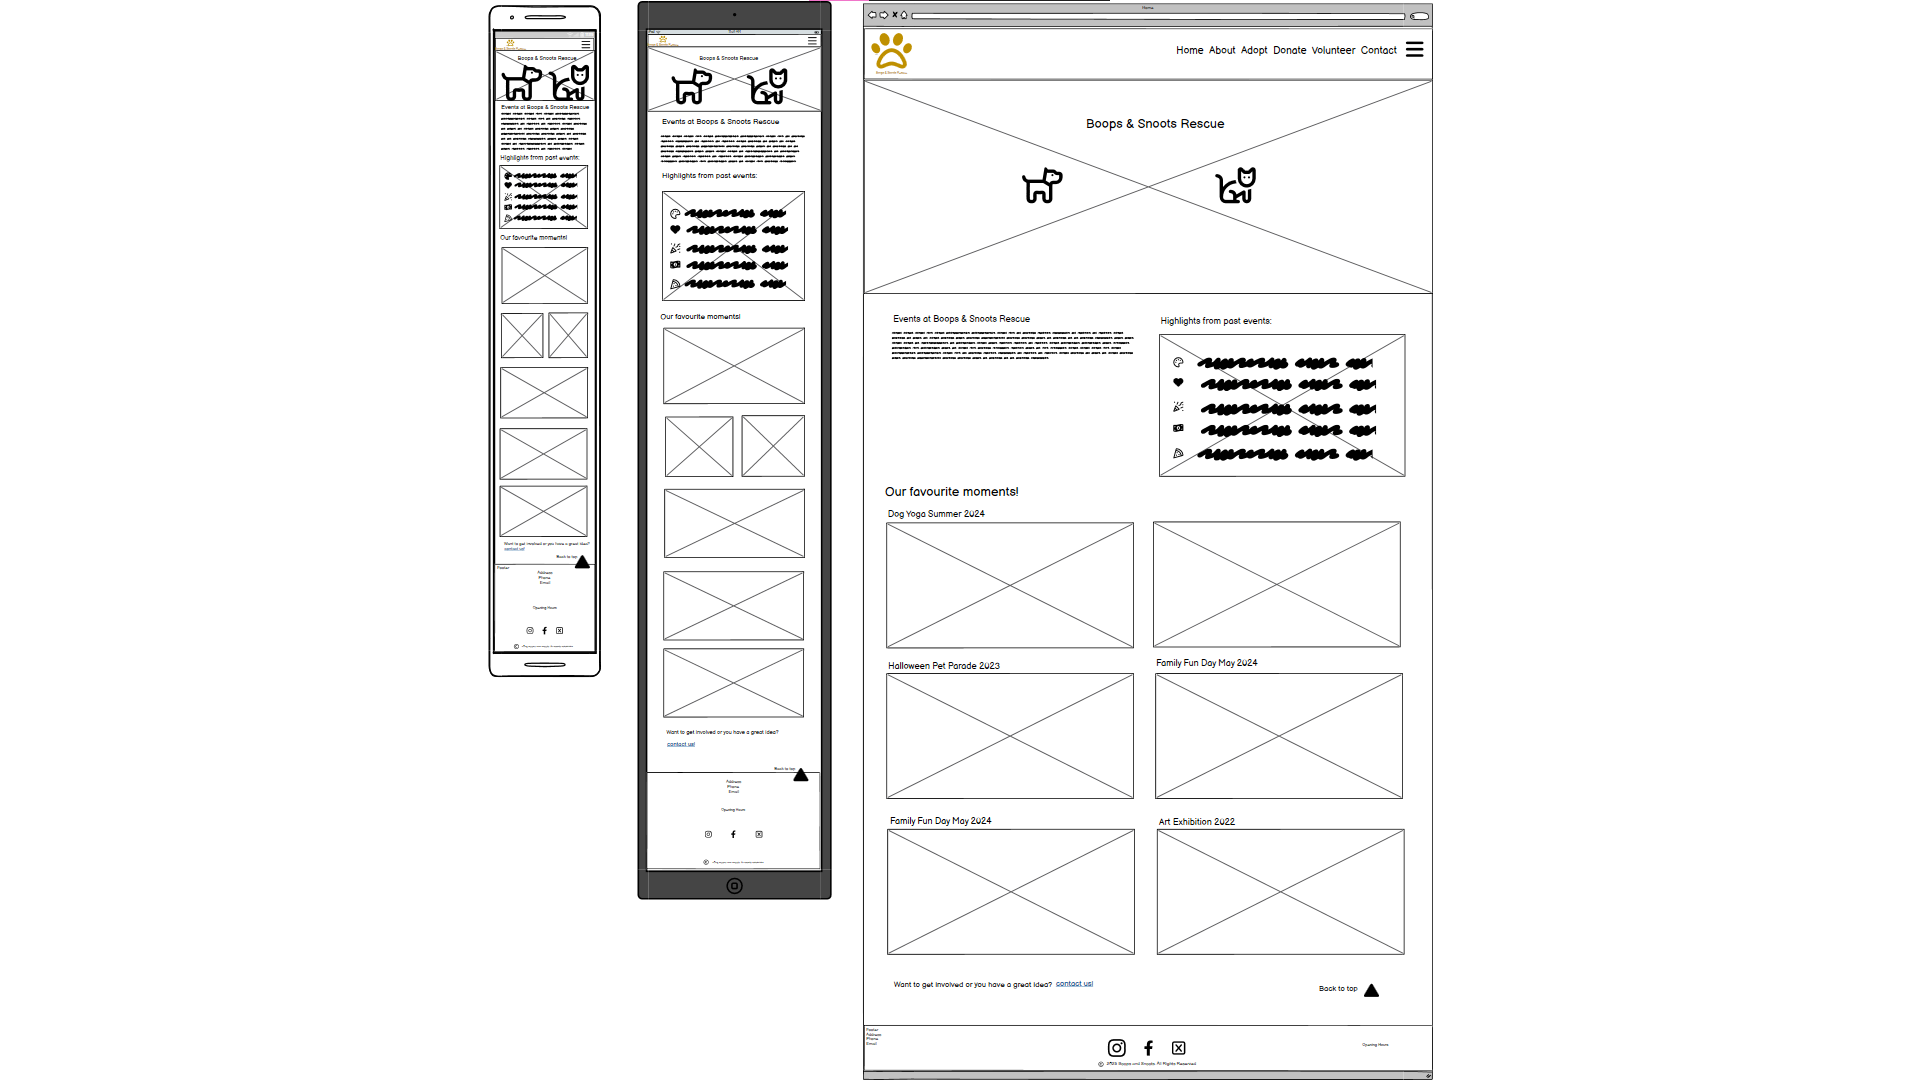 Boops & Snoots Rescue
Events at Boops & Snoots Rescue
Highlights from past events:
Our favourite moments!
Want to get involved or you have a great idea?
contact us!
Back to top
Footer
Address
Phone
Email
Opening Hours
Boops & Snoots Rescue
Events at Boops & Snoots Rescue
Highlights from past events:
Our favourite moments!
Want to get involved or you have a great idea?
contact us!
Back to top
Address
Phone
Email
Opening Hours
Home
Home About Adopt Donate Volunteer Contact
Boops & Snoots Rescue
Events at Boops & Snoots Rescue
Highlights from past events:
Our favourite moments!
Dog Yoga Summer 2024
Halloween Pet Parade 2023
Family Fun Day May 2024
Family Fun Day May 2024
Art Exhibition 2022
Want to get involved or you have a great idea? contact us!
Back to top
Footer
Address
Phone
Email
Opening Hours
Boops and Snoots. All Rights Reserved